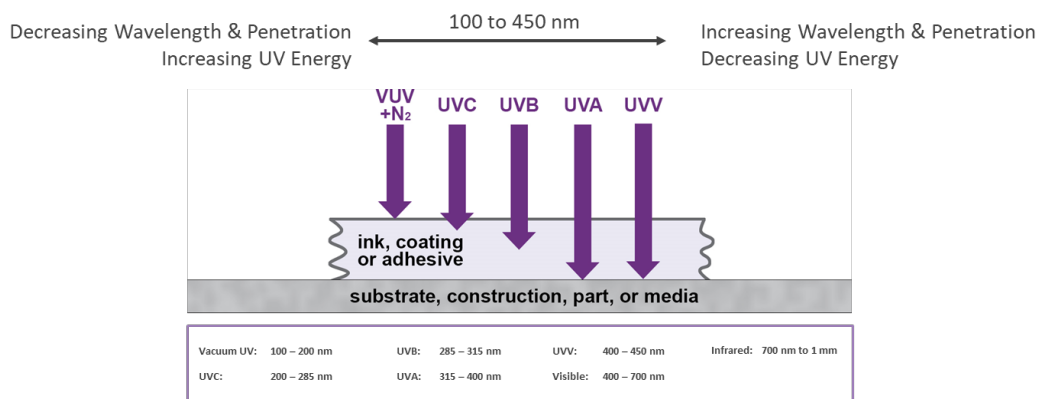 Decreasing Wavelength & Penetration
Increasing UV Energy
100 to 450 nm
Increasing Wavelength & Penetration
Decreasing UV Energy
VUV
+N₂
UVC
UVB
UVA
UVV
ink, coating
or adhesive
substrate, construction, part, or media
Vacuum UV: 100 – 200 nm
UVB: 285 – 315 nm
UVV: 400 – 450 nm
Infrared: 700 nm to 1 mm
UVC: 200 – 285 nm
UVA: 315 – 400 nm
Visible: 400 – 700 nm